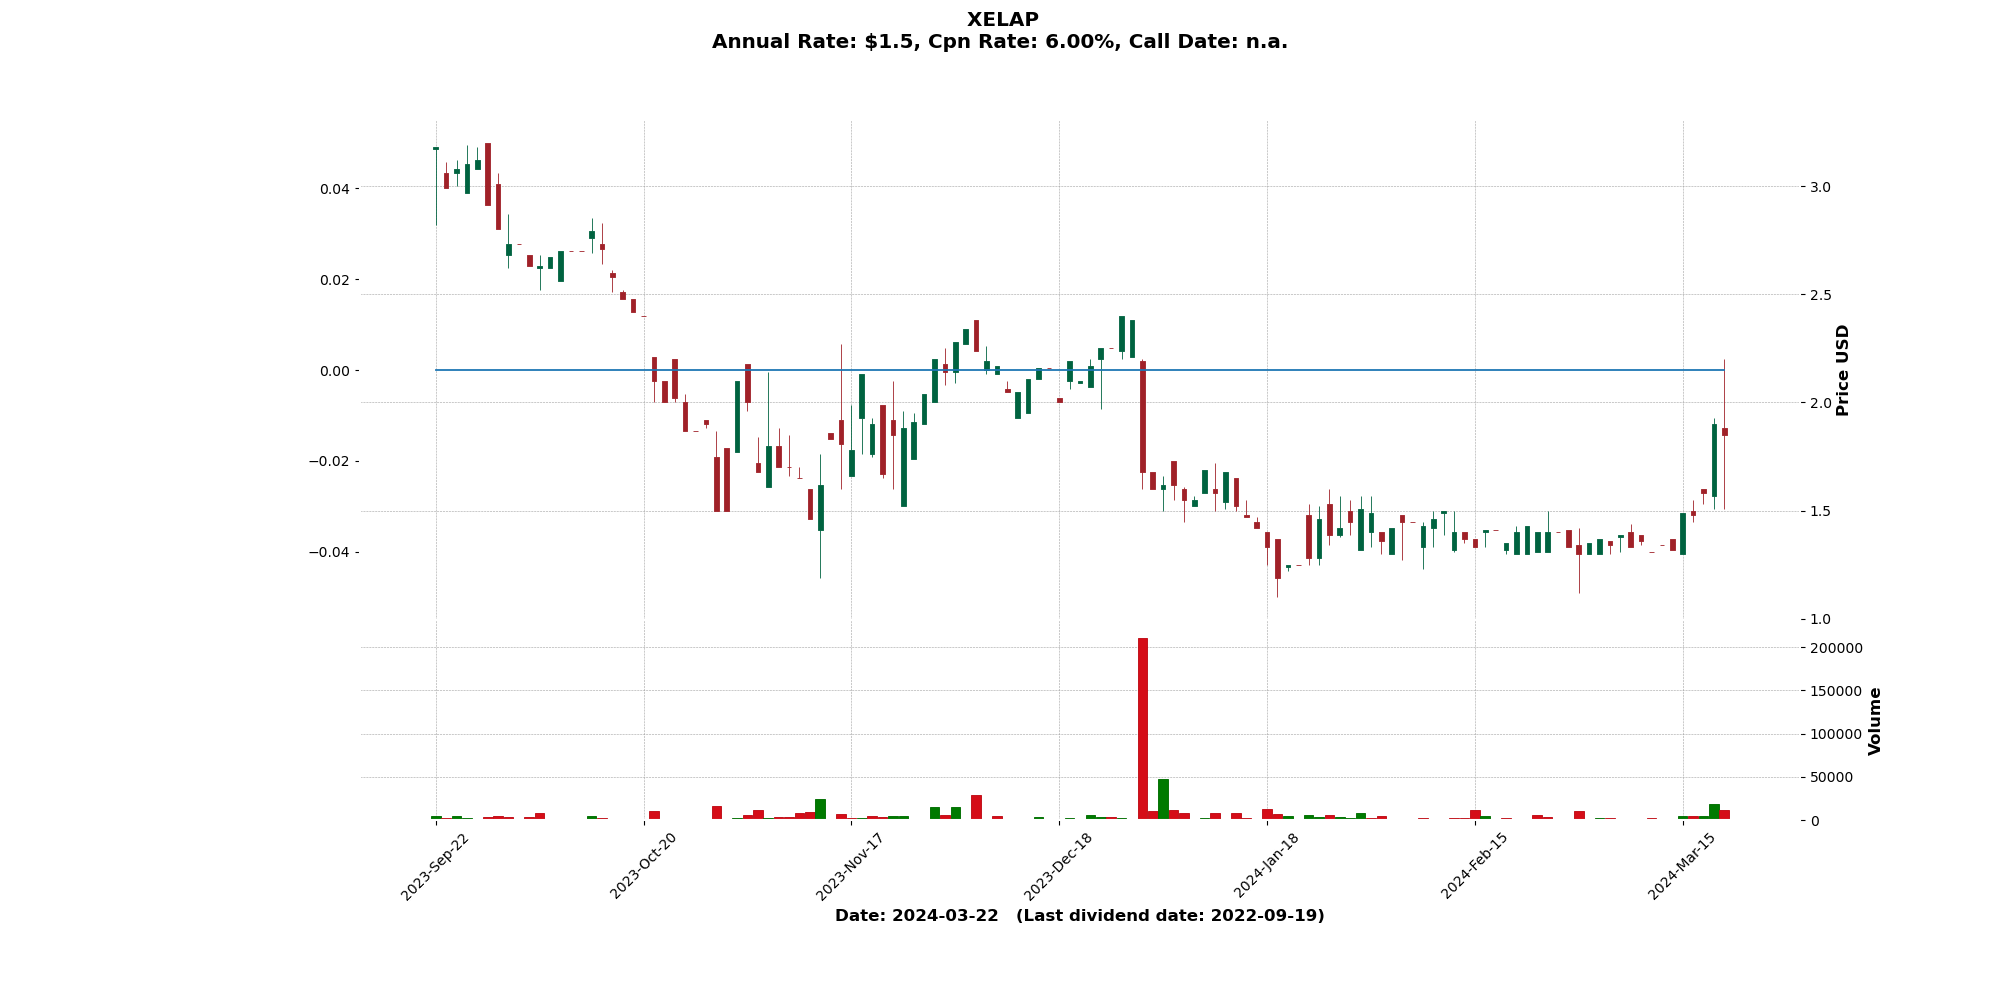 XELAP
Annual Rate: $1.5, Cpn Rate: 6.00%, Call Date: n.a.
0.04
0.02
0.00
−0.02
−0.04
3.0
2.5
2.0
1.5
1.0
Price USD
200000
150000
100000
50000
0
Volume
2023-Sep-22
2023-Oct-20
2023-Nov-17
2023-Dec-18
2024-Jan-18
2024-Feb-15
2024-Mar-15
Date: 2024-03-22   (Last dividend date: 2022-09-19)